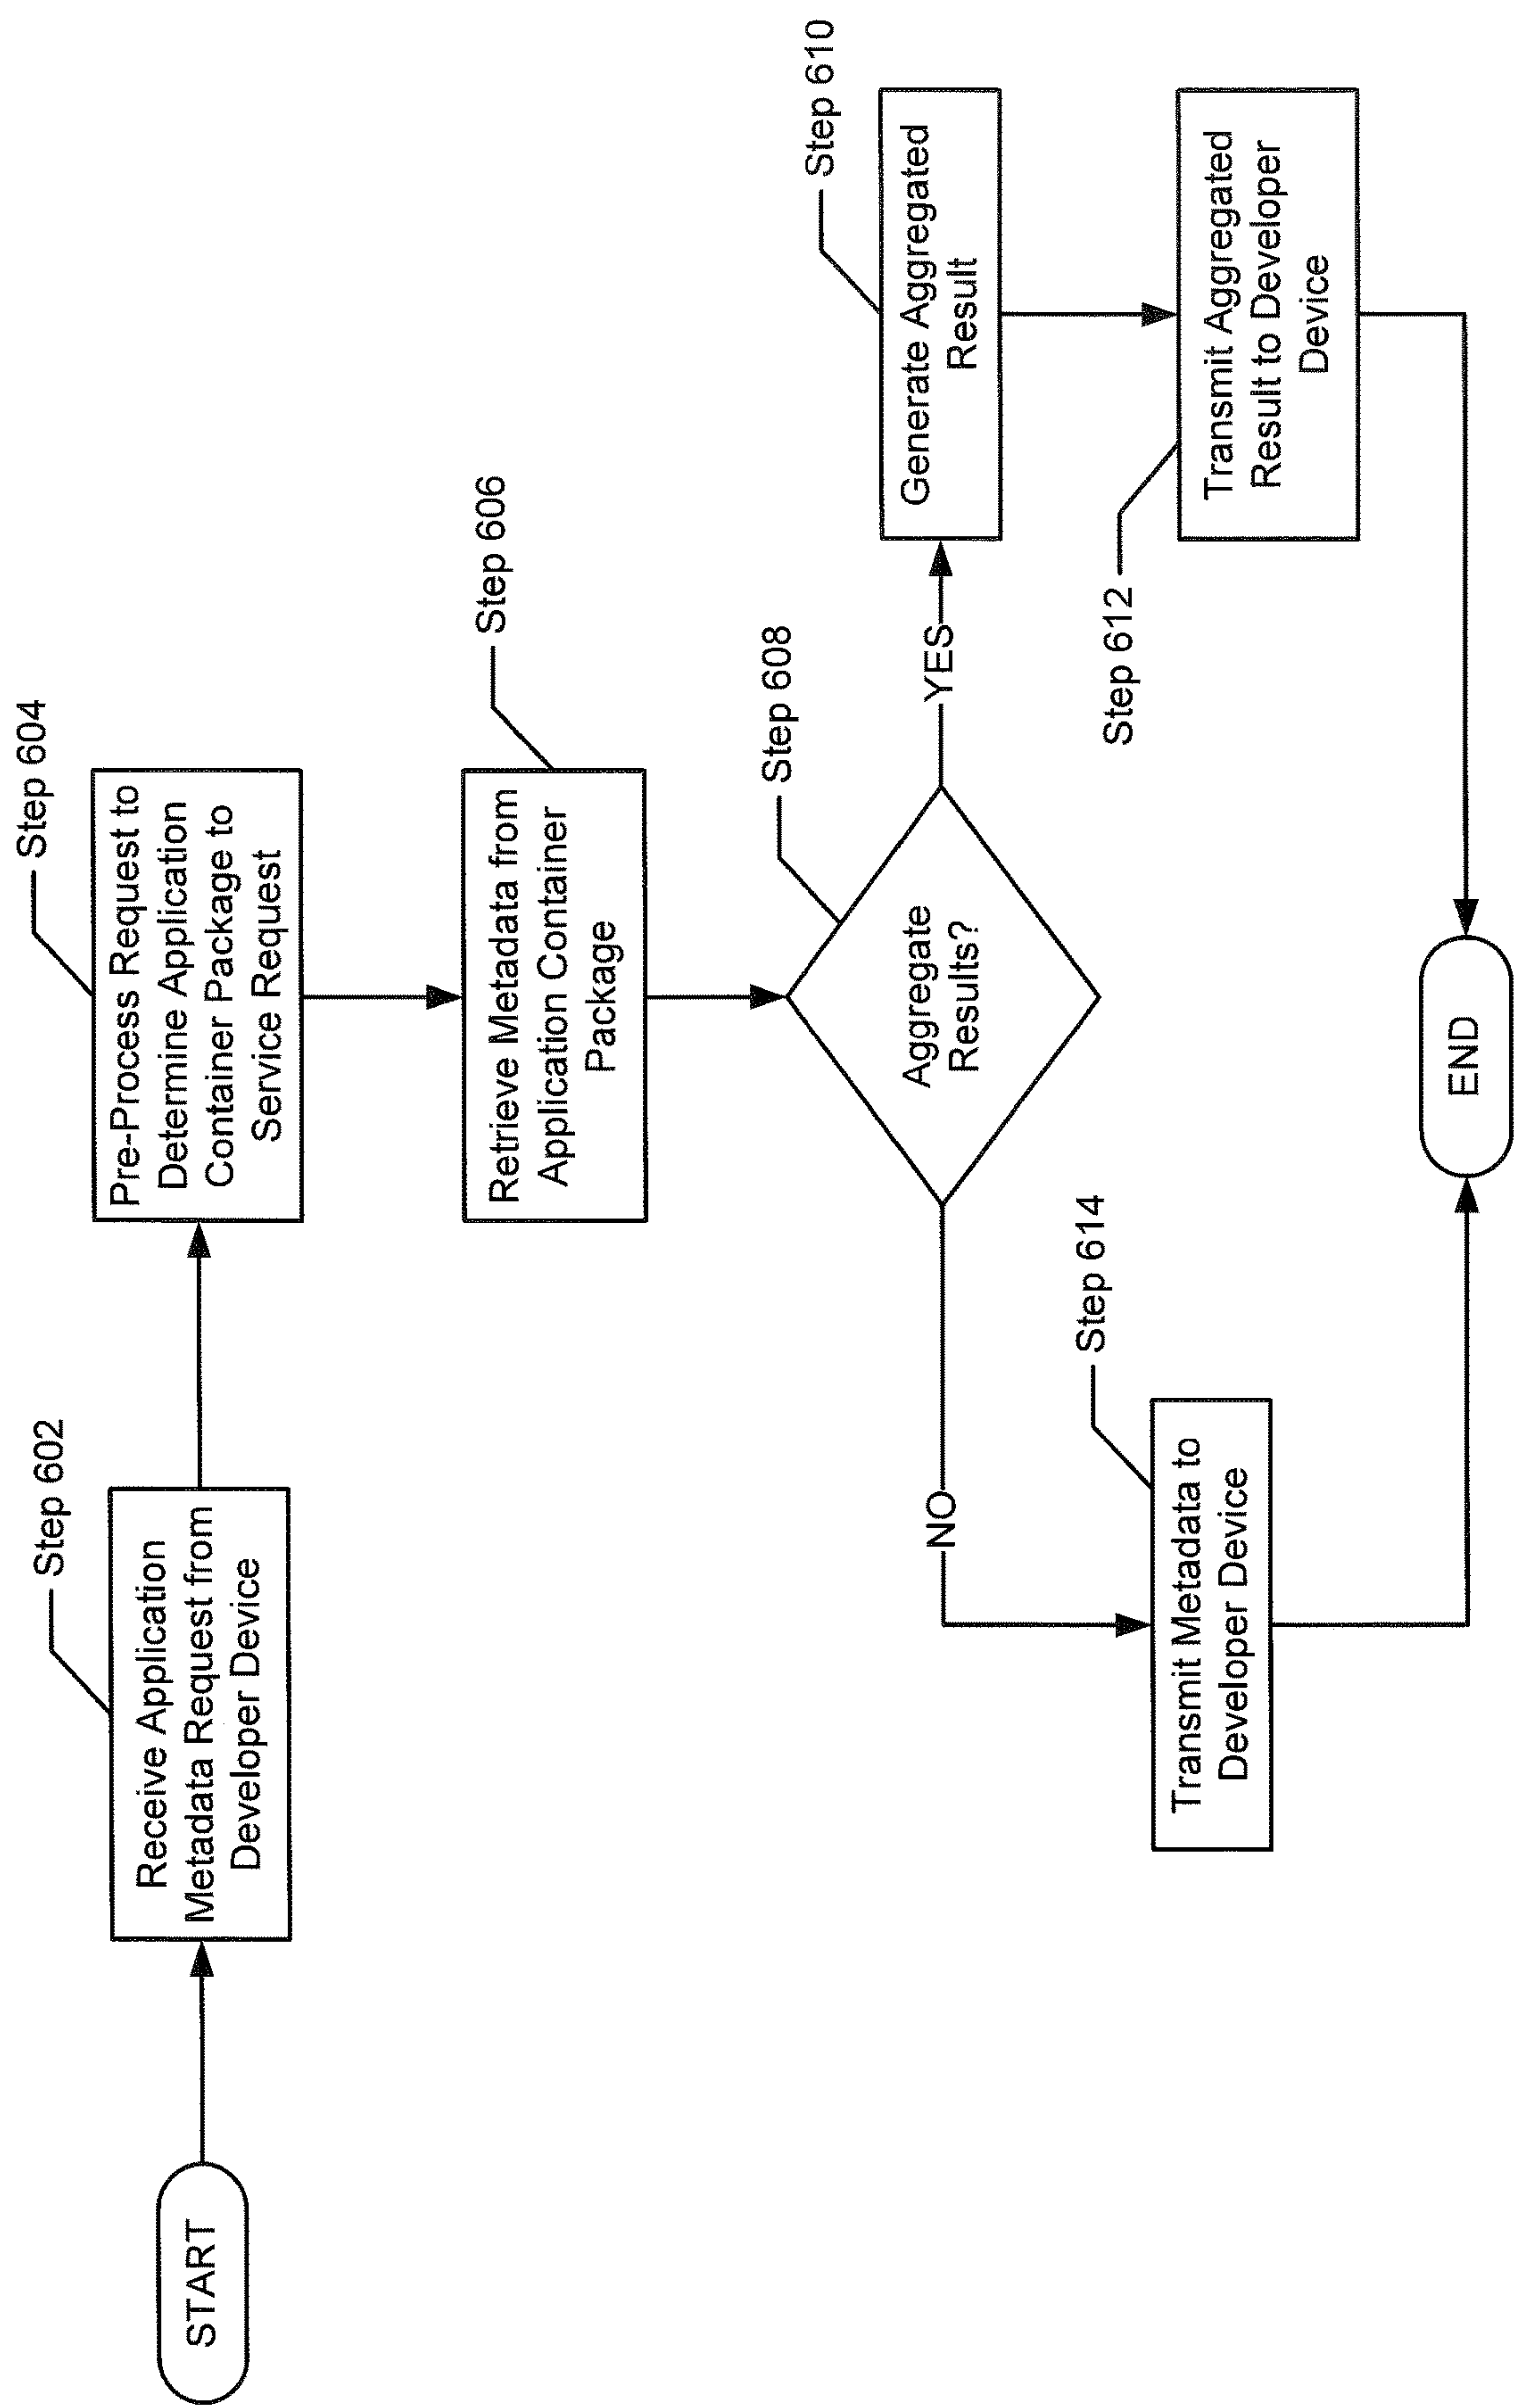 START
Step 602
Receive Application
Metadata Request from
Developer Device
Step 604
Pre-Process Request to
Determine Application
Container Package to
Service Request
Step 606
Retrieve Metadata from
Application Container
Package
Step 608
Aggregate
Results?
YES
Step 610
Generate Aggregated
Result
Step 612
Transmit Aggregated
Result to Developer
Device
NO
Step 614
Transmit Metadata to
Developer Device
END